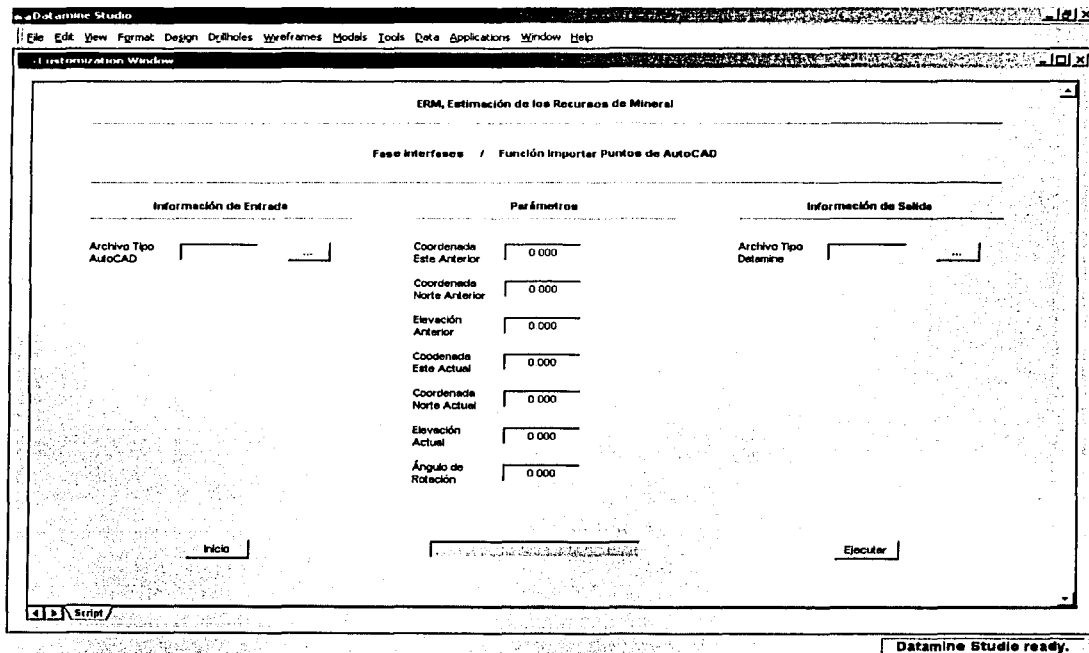 Datamine Studio
File Edit View Format Design Drillholes Wireframes Models Tools Data Applications Window Help
Customization Window
ERM, Estimación de los Recursos de Mineral
Fase Interfases / Función Importar Puntos de AutoCAD
Información de Entrada Parámetros Información de Salida
Archivo Tipo AutoCAD ...
Coordenada Este Anterior 0.000
Archivo Tipo Datamine ...
Coordenada Norte Anterior 0.000
Elevación Anterior 0.000
Coodenada Este Actual 0.000
Coordenada Norte Actual 0.000
Elevación Actual 0.000
Ángulo de Rotación 0.000
Inicio Ejecutar
Script
Datamine Studio ready.